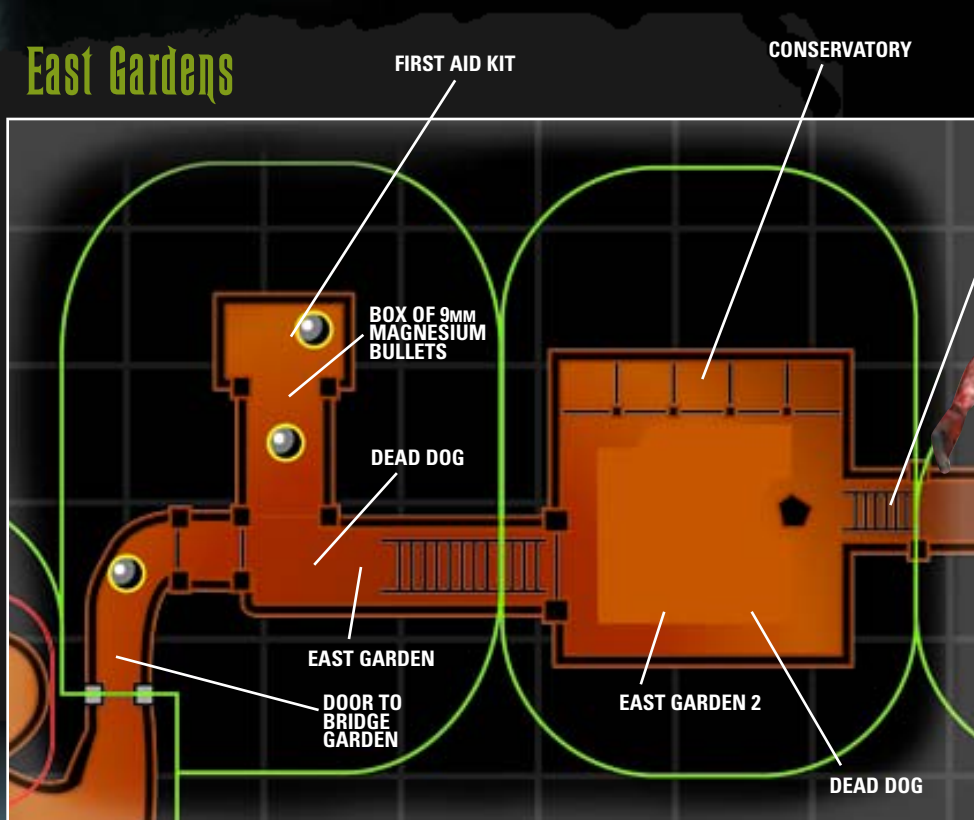 East Gardens
FIRST AID KIT
CONSERVATORY
BOX OF 9MM
MAGNESIUM
BULLETS
DEAD DOG
EAST GARDEN
DOOR TO
BRIDGE
GARDEN
EAST GARDEN 2
DEAD DOG